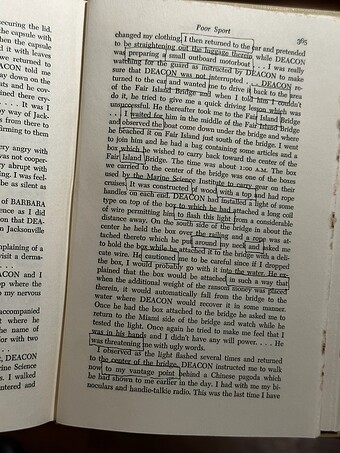 Poor Sport 365
changed my clothing, I then returned to the car and pretended
to be straightening out the luggage therein while DEACON
was preparing a small outboard motorboat . . . I was really
watching for the guard as instructed by DEACON to make
sure that DEACON was not interrupted . . . DEACON re-
turned to the car and wanted me to drive it back to the area
of the Fair Island Bridge and when I told him I couldn't
do it, he tried to give me a quick driving lesson which was
unsuccessful. He thereafter took me to the Fair Island Bridge
. . . I waited for him in the middle of the Fair Island Bridge
and observed the boat come down under the bridge and where
he beached it on Fair Island just south of the bridge. I went
to join him and he had a bag containing some articles and a
box which he wished to carry back toward the center of the
Fair Island Bridge. The time was about 1:00 A.M. The box
we carried to the center of the bridge was one of the boxes
used by the Marine Science Institute to carry gear on their
cruises. It was constructed of wood with a top and had rope
handles on each end. DEACON had installed a light of some
type on top of the box to which he had attached a long coil
of wire permitting him to flash this light from a considerable
distance away. On the south side of the bridge in about the
center he held the box over the railing and a rope was at-
tached thereto which he put around my neck and asked me
to hold the box while he attached it to the bridge with a deli-
cate wire. He cautioned me to be careful since if I dropped
the box, I would probably go with it into the water. He ex-
plained that the box would be attached in such a way that
when the additional weight of the ransom money was placed
therein, it would automatically fall from the bridge to the
water where DEACON would recover it in some manner.
Once he had the box attached to the bridge he asked me to
return to the Miami side of the bridge and watch while he
tested the light. Once again he tried to make me feel that I
was in his hands and I didn't have any will power. . . . He
was threatening me with ugly words.
I observed as the light flashed several times and returned
to the center of the bridge. DEACON instructed me to walk
now to my vantage point behind a Chinese pagoda which
he had shown to me earlier in the day. I had with me my bi-
noculars and handie-talkie radio. This was the last time I have